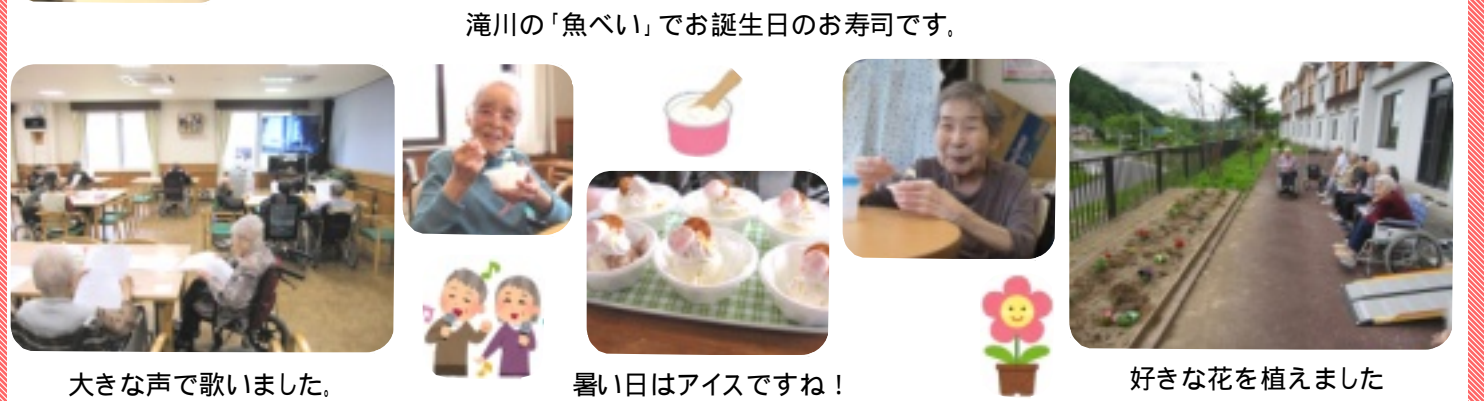 滝川の「魚べい」でお誕生日のお寿司です。
大きな声で歌いました。
暑い日はアイスですね！
好きな花を植えました